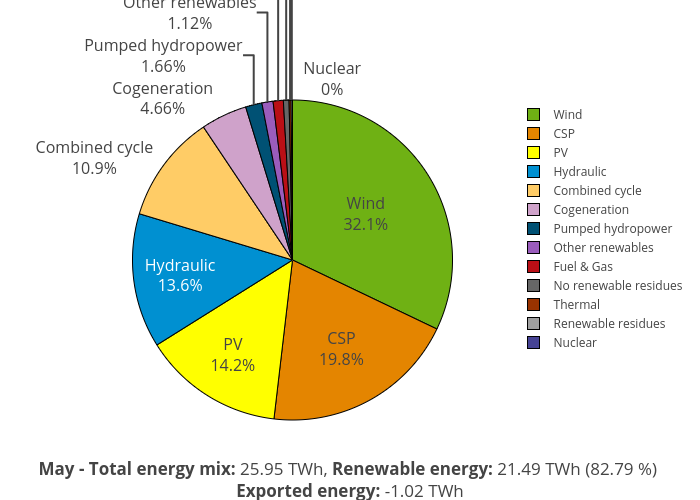 Other renewables
1.12%
Pumped hydropower
1.66%
Cogeneration
4.66%
Combined cycle
10.9%
Nuclear
0%
Wind
32.1%
Hydraulic
13.6%
PV
14.2%
CSP
19.8%
Wind
CSP
PV
Hydraulic
Combined cycle
Cogeneration
Pumped hydropower
Other renewables
Fuel & Gas
No renewable residues
Thermal
Renewable residues
Nuclear
May - Total energy mix: 25.95 TWh, Renewable energy: 21.49 TWh (82.79 %)
Exported energy: -1.02 TWh